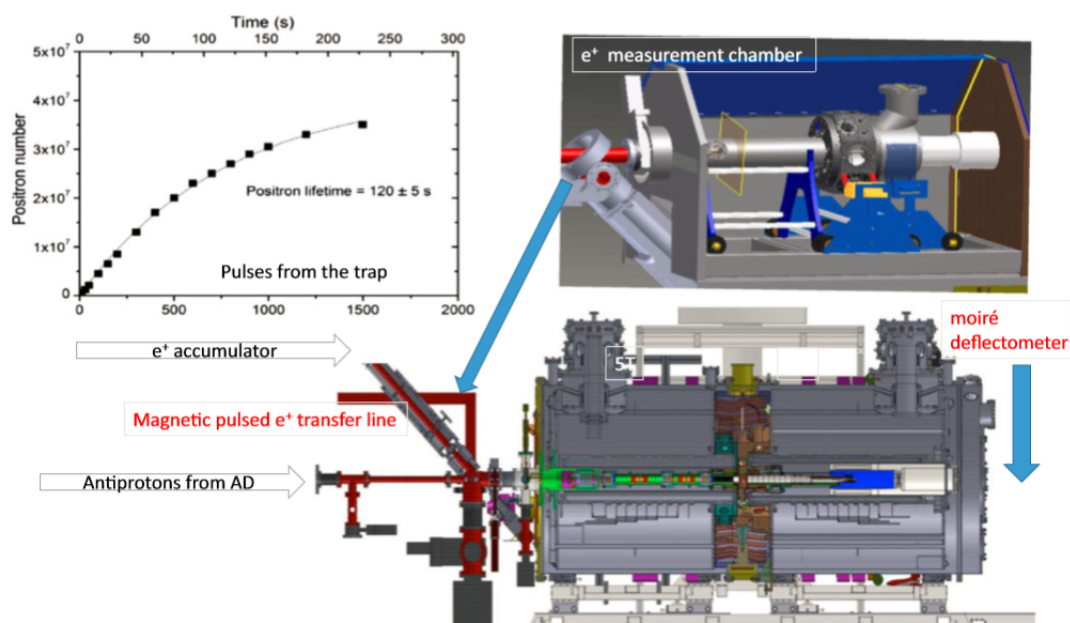 Time (s)
0 50 100 150 200 250 300
5x10⁷
4x10⁷
3x10⁷
2x10⁷
1x10⁷
0
Positron number
Positron lifetime = 120 ± 5 s
Pulses from the trap
0 500 1000 1500 2000
e⁺ measurement chamber
e⁺ accumulator
Magnetic pulsed e⁺ transfer line
Antiprotons from AD
5T
moiré
deflectometer